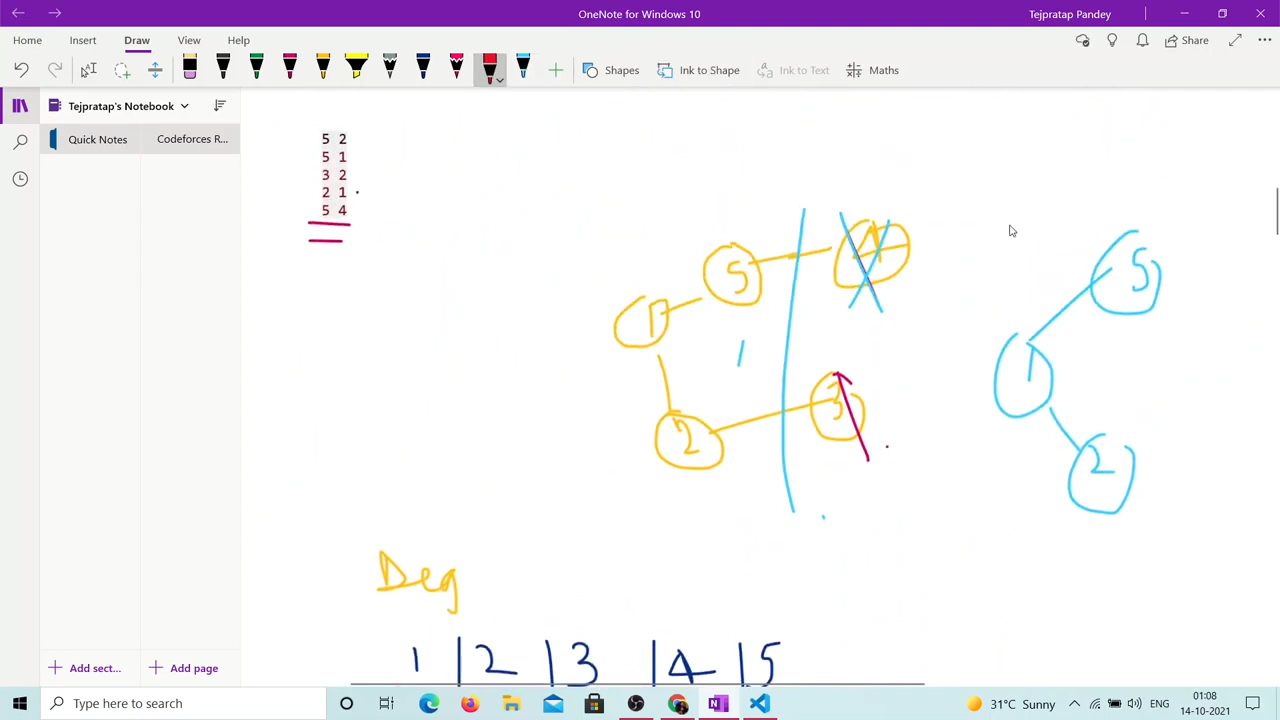 OneNote for Windows 10
Tejpratap Pandey
Home Insert Draw View Help
Share
Shapes Ink to Shape Ink to Text Maths
Tejpratap's Notebook
Quick Notes Codeforces R...
5 2
5 1
3 2
2 1
5 4
5 4
1
2 3
5
1
2
Deg
1 | 2 | 3 | 4 | 5
Add sect... Add page
Type here to search
31°C Sunny ENG 01:08
14-10-2021